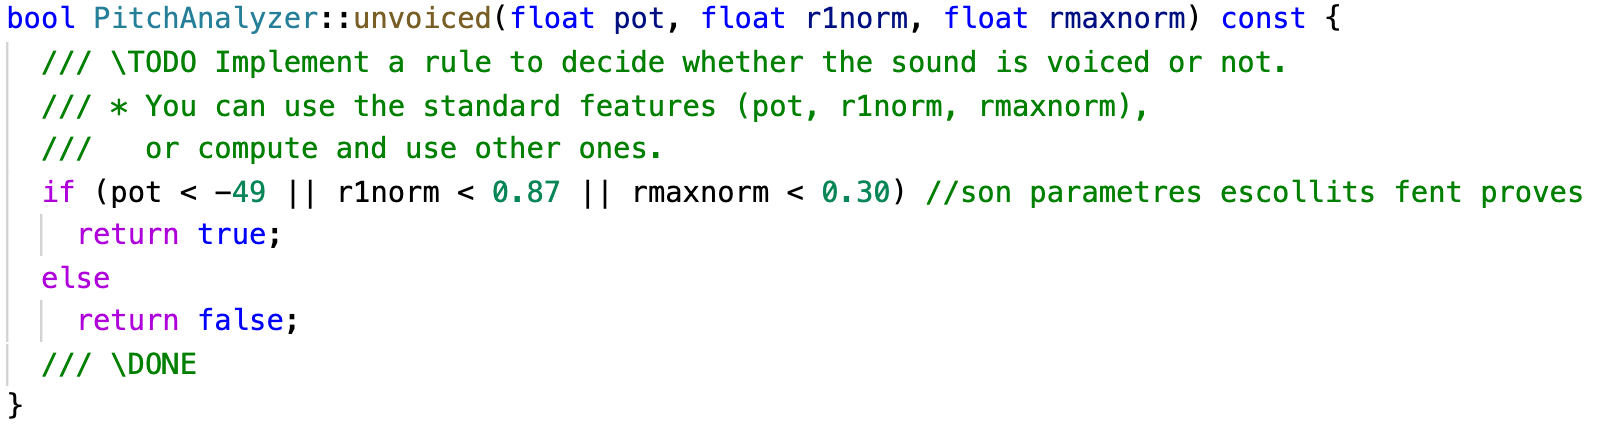 bool PitchAnalyzer::unvoiced(float pot, float r1norm, float rmaxnorm) const {
/// \TODO Implement a rule to decide whether the sound is voiced or not.
/// * You can use the standard features (pot, r1norm, rmaxnorm),
///   or compute and use other ones.
if (pot < -49 || r1norm < 0.87 || rmaxnorm < 0.30) //son parametres escollits fent proves
return true;
else
return false;
/// \DONE
}